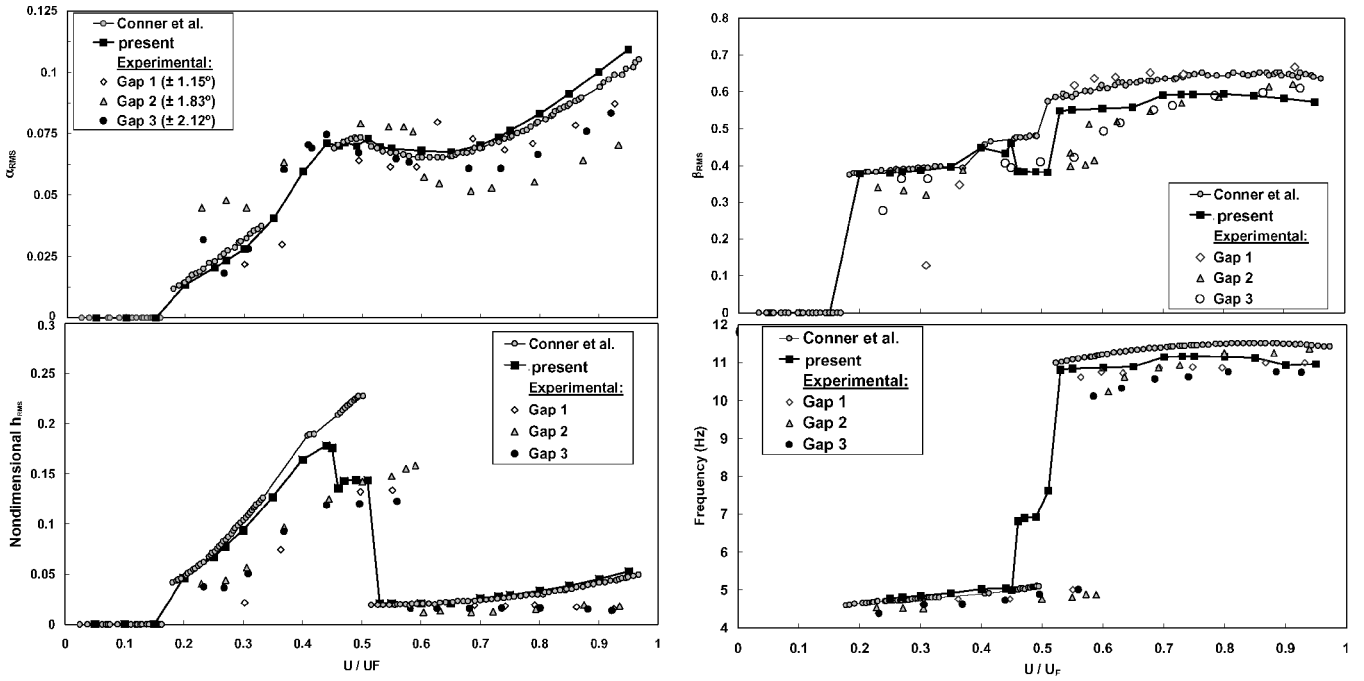 Conner et al.
present
Experimental:
Gap 1 (± 1.15º)
Gap 2 (± 1.83º)
Gap 3 (± 2.12º)
αRMS
0.125
0.1
0.075
0.05
0.025
0
Conner et al.
present
Experimental:
Gap 1
Gap 2
Gap 3
Nondimensional hRMS
0.3
0.25
0.2
0.15
0.1
0.05
0
0 0.1 0.2 0.3 0.4 0.5 0.6 0.7 0.8 0.9 1
U / UF
Conner et al.
.present
Experimental:
Gap 1
Gap 2
Gap 3
βRMS
0.8
0.7
0.6
0.5
0.4
0.3
0.2
0.1
0
Conner et al.
present
Experimental:
Gap 1
Gap 2
Gap 3
Frequency (Hz)
12
11
10
9
8
7
6
5
4
0 0.1 0.2 0.3 0.4 0.5 0.6 0.7 0.8 0.9 1
U / UF